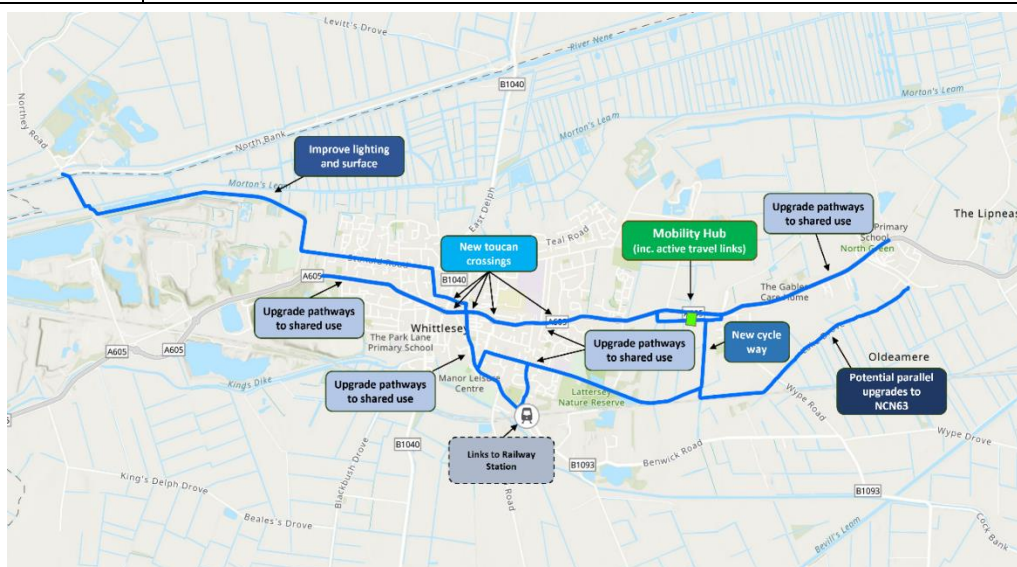 Levitt's Drove
River Nene
B1040
Northey Road
North Bank
Morton's Leam
Improve lighting
and surface
Morton's Leam
Morton's Leam
East Delph
Upgrade pathways
to shared use
The Lipneas
Primary
School
North Green
Teal Road
Mobility Hub
(inc. active travel links)
New toucan
crossings
B1040
A605
The Gables
Care Home
Upgrade pathways
to shared use
A605
Whittlesey
The Park Lane
Primary School
Upgrade pathways
to shared use
New cycle
way
A605
A605
Oldeamere
King's Dike
Upgrade pathways
to shared use
Manor Leisure
Centre
Lattersey
Nature Reserve
Potential parallel
upgrades to
NCN63
Wype Road
Wype Drove
Links to Railway
Station
B1040
Blackbush Drove
Benwick Road
B1093
King's Delph Drove
Road
B1093
Beales's Drove
Cock Bank
Bevill's Leam